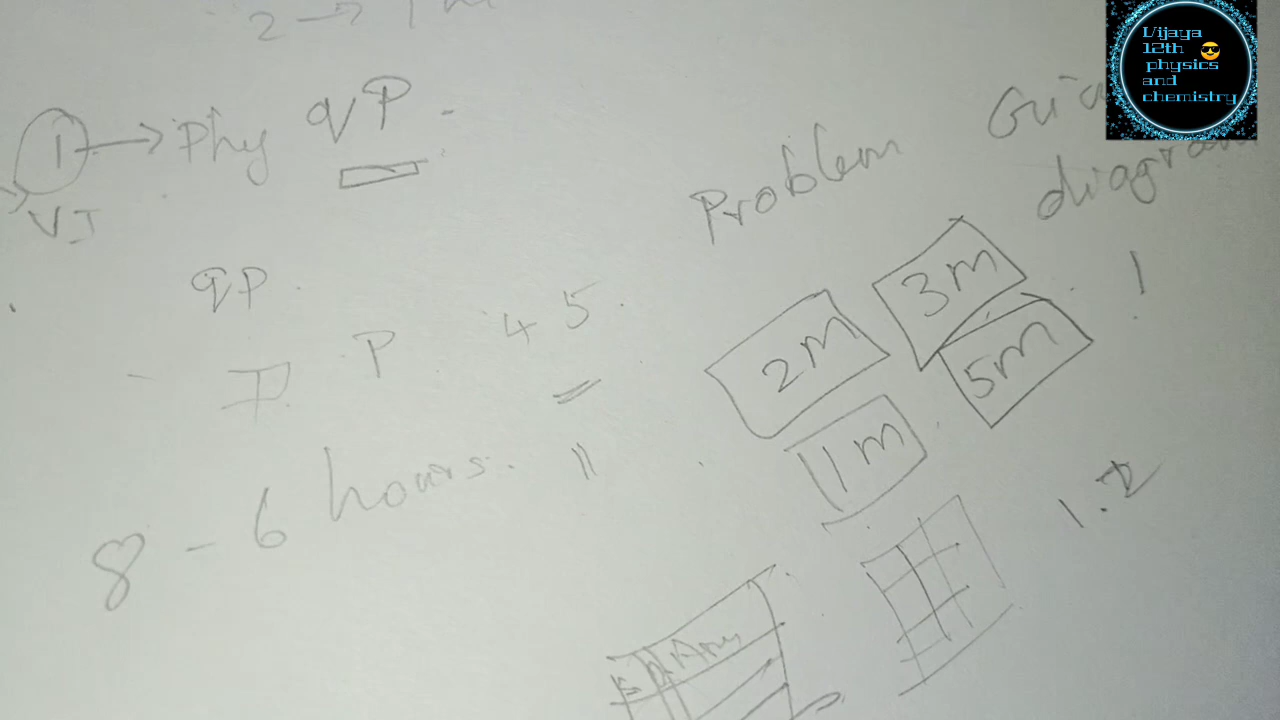 2 →
Vijaya
12th 😎
physics
and
chemistry
1 → Phy qP -
VJ
Problem
diagram
qP.
P 4 5.
2m
3m
5m
1m
8 - 6 hours. "
1.2